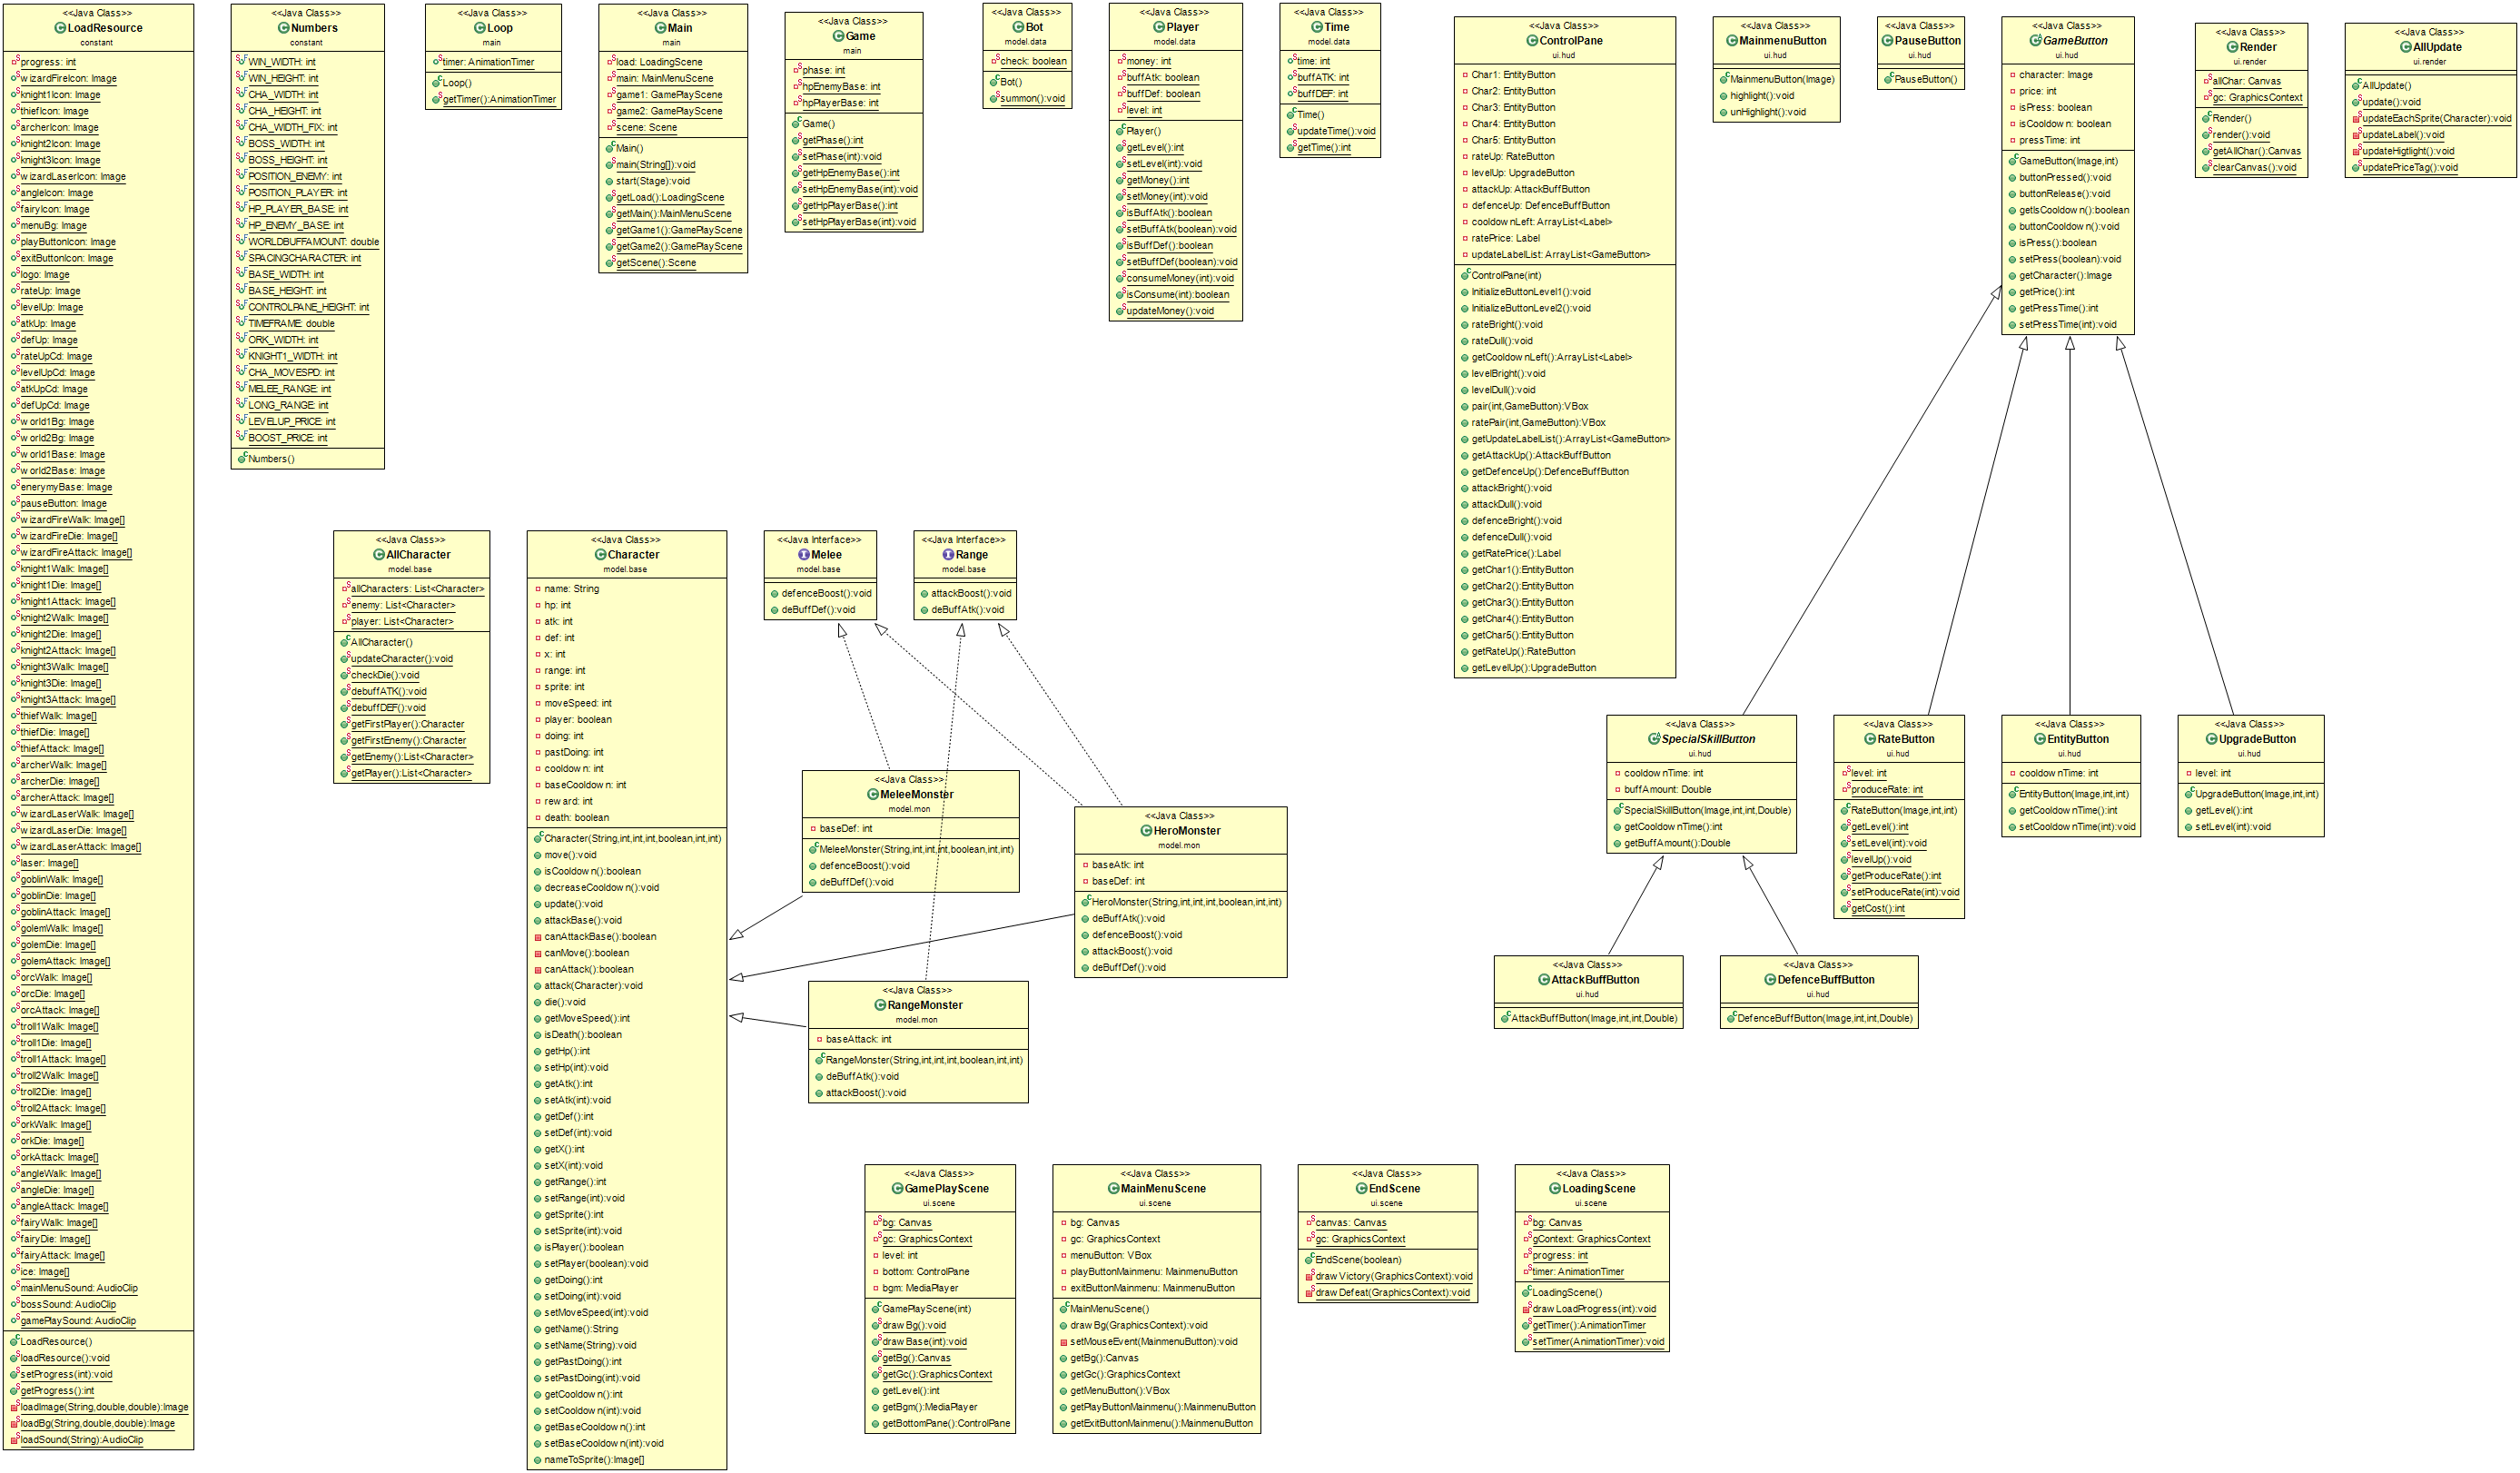 <<Java Class>>
LoadResource
constant
progress: int
wizardFireIcon: Image
knight1Icon: Image
thiefIcon: Image
archerIcon: Image
knight2Icon: Image
knight3Icon: Image
wizardLaserIcon: Image
angleIcon: Image
fairyIcon: Image
menuBg: Image
playButtonIcon: Image
exitButtonIcon: Image
logo: Image
rateUp: Image
levelUp: Image
atkUp: Image
defUp: Image
rateUpCd: Image
levelUpCd: Image
atkUpCd: Image
defUpCd: Image
world1Bg: Image
world2Bg: Image
world1Base: Image
world2Base: Image
enerymyBase: Image
pauseButton: Image
wizardFireWalk: Image[]
wizardFireDie: Image[]
wizardFireAttack: Image[]
knight1Walk: Image[]
knight1Die: Image[]
knight1Attack: Image[]
knight2Walk: Image[]
knight2Die: Image[]
knight2Attack: Image[]
knight3Walk: Image[]
knight3Die: Image[]
knight3Attack: Image[]
thiefWalk: Image[]
thiefDie: Image[]
thiefAttack: Image[]
archerWalk: Image[]
archerDie: Image[]
archerAttack: Image[]
wizardLaserWalk: Image[]
wizardLaserDie: Image[]
wizardLaserAttack: Image[]
laser: Image[]
goblinWalk: Image[]
goblinDie: Image[]
goblinAttack: Image[]
golemWalk: Image[]
golemDie: Image[]
golemAttack: Image[]
orcWalk: Image[]
orcDie: Image[]
orcAttack: Image[]
troll1Walk: Image[]
troll1Die: Image[]
troll1Attack: Image[]
troll2Walk: Image[]
troll2Die: Image[]
troll2Attack: Image[]
orkWalk: Image[]
orkDie: Image[]
orkAttack: Image[]
angleWalk: Image[]
angleDie: Image[]
angleAttack: Image[]
fairyWalk: Image[]
fairyDie: Image[]
fairyAttack: Image[]
ice: Image[]
mainMenuSound: AudioClip
bossSound: AudioClip
gamePlaySound: AudioClip
LoadResource()
loadResource():void
setProgress(int):void
getProgress():int
loadImage(String,double,double):Image
loadBg(String,double,double):Image
loadSound(String):AudioClip
<<Java Class>>
Numbers
constant
WIN_WIDTH: int
WIN_HEIGHT: int
CHA_WIDTH: int
CHA_HEIGHT: int
CHA_WIDTH_FIX: int
BOSS_WIDTH: int
BOSS_HEIGHT: int
POSITION_ENEMY: int
POSITION_PLAYER: int
HP_PLAYER_BASE: int
HP_ENEMY_BASE: int
WORLDBUFFAMOUNT: double
SPACINGCHARACTER: int
BASE_WIDTH: int
BASE_HEIGHT: int
CONTROLPANE_HEIGHT: int
TIMEFRAME: double
ORK_WIDTH: int
KNIGHT1_WIDTH: int
CHA_MOVESPD: int
MELEE_RANGE: int
LONG_RANGE: int
LEVELUP_PRICE: int
BOOST_PRICE: int
Numbers()
<<Java Class>>
Loop
main
timer: AnimationTimer
Loop()
getTimer():AnimationTimer
<<Java Class>>
Main
main
load: LoadingScene
main: MainMenuScene
game1: GamePlayScene
game2: GamePlayScene
scene: Scene
Main()
main(String[]):void
start(Stage):void
getLoad():LoadingScene
getMain():MainMenuScene
getGame1():GamePlayScene
getGame2():GamePlayScene
getScene():Scene
<<Java Class>>
Game
main
phase: int
hpEnemyBase: int
hpPlayerBase: int
Game()
getPhase():int
setPhase(int):void
getHpEnemyBase():int
setHpEnemyBase(int):void
getHpPlayerBase():int
setHpPlayerBase(int):void
<<Java Class>>
Bot
model.data
check: boolean
Bot()
summon():void
<<Java Class>>
Player
model.data
money: int
buffAtk: boolean
buffDef: boolean
level: int
Player()
getLevel():int
setLevel(int):void
getMoney():int
setMoney(int):void
isBuffAtk():boolean
setBuffAtk(boolean):void
isBuffDef():boolean
setBuffDef(boolean):void
consumeMoney(int):void
isConsume(int):boolean
updateMoney():void
<<Java Class>>
Time
model.data
time: int
buffATK: int
buffDEF: int
Time()
updateTime():void
getTime():int
<<Java Class>>
ControlPane
ui.hud
Char1: EntityButton
Char2: EntityButton
Char3: EntityButton
Char4: EntityButton
Char5: EntityButton
rateUp: RateButton
levelUp: UpgradeButton
attackUp: AttackBuffButton
defenceUp: DefenceBuffButton
cooldownLeft: ArrayList<Label>
ratePrice: Label
updateLabelList: ArrayList<GameButton>
ControlPane(int)
InitializeButtonLevel1():void
InitializeButtonLevel2():void
rateBright():void
rateDull():void
getCooldownLeft():ArrayList<Label>
levelBright():void
levelDull():void
pair(int,GameButton):VBox
ratePair(int,GameButton):VBox
getUpdateLabelList():ArrayList<GameButton>
getAttackUp():AttackBuffButton
getDefenceUp():DefenceBuffButton
attackBright():void
attackDull():void
defenceBright():void
defenceDull():void
getRatePrice():Label
getChar1():EntityButton
getChar2():EntityButton
getChar3():EntityButton
getChar4():EntityButton
getChar5():EntityButton
getRateUp():RateButton
getLevelUp():UpgradeButton
<<Java Class>>
MainmenuButton
ui.hud
MainmenuButton(Image)
highlight():void
unHighlight():void
<<Java Class>>
PauseButton
ui.hud
PauseButton()
<<Java Class>>
GameButton
ui.hud
character: Image
price: int
isPress: boolean
isCooldown: boolean
pressTime: int
GameButton(Image,int)
buttonPressed():void
buttonRelease():void
getIsCooldown():boolean
buttonCooldown():void
isPress():boolean
setPress(boolean):void
getCharacter():Image
getPrice():int
getPressTime():int
setPressTime(int):void
<<Java Class>>
Render
ui.render
allChar: Canvas
gc: GraphicsContext
Render()
render():void
getAllChar():Canvas
clearCanvas():void
<<Java Class>>
AllUpdate
ui.render
AllUpdate()
update():void
updateEachSprite(Character):void
updateLabel():void
updateHigtlight():void
updatePriceTag():void
<<Java Class>>
AllCharacter
model.base
allCharacters: List<Character>
enemy: List<Character>
player: List<Character>
AllCharacter()
updateCharacter():void
checkDie():void
debuffATK():void
debuffDEF():void
getFirstPlayer():Character
getFirstEnemy():Character
getEnemy():List<Character>
getPlayer():List<Character>
<<Java Class>>
Character
model.base
name: String
hp: int
atk: int
def: int
x: int
range: int
sprite: int
moveSpeed: int
player: boolean
doing: int
pastDoing: int
cooldown: int
baseCooldown: int
reward: int
death: boolean
Character(String,int,int,int,boolean,int,int)
move():void
isCooldown():boolean
decreaseCooldown():void
update():void
attackBase():void
canAttackBase():boolean
canMove():boolean
canAttack():boolean
attack(Character):void
die():void
getMoveSpeed():int
isDeath():boolean
getHp():int
setHp(int):void
getAtk():int
setAtk(int):void
getDef():int
setDef(int):void
getX():int
setX(int):void
getRange():int
setRange(int):void
getSprite():int
setSprite(int):void
isPlayer():boolean
setPlayer(boolean):void
getDoing():int
setDoing(int):void
setMoveSpeed(int):void
getName():String
setName(String):void
getPastDoing():int
setPastDoing(int):void
getCooldown():int
setCooldown(int):void
getBaseCooldown():int
setBaseCooldown(int):void
nameToSprite():Image[]
<<Java Interface>>
Melee
model.base
defenceBoost():void
deBuffDef():void
<<Java Interface>>
Range
model.base
attackBoost():void
deBuffAtk():void
<<Java Class>>
MeleeMonster
model.mon
baseDef: int
MeleeMonster(String,int,int,int,boolean,int,int)
defenceBoost():void
deBuffDef():void
<<Java Class>>
HeroMonster
model.mon
baseAtk: int
baseDef: int
HeroMonster(String,int,int,int,boolean,int,int)
deBuffAtk():void
defenceBoost():void
attackBoost():void
deBuffDef():void
<<Java Class>>
RangeMonster
model.mon
baseAttack: int
RangeMonster(String,int,int,int,boolean,int,int)
deBuffAtk():void
attackBoost():void
<<Java Class>>
SpecialSkillButton
ui.hud
cooldownTime: int
buffAmount: Double
SpecialSkillButton(Image,int,int,Double)
getCooldownTime():int
getBuffAmount():Double
<<Java Class>>
RateButton
ui.hud
level: int
produceRate: int
RateButton(Image,int,int)
getLevel():int
setLevel(int):void
levelUp():void
getProduceRate():int
setProduceRate(int):void
getCost():int
<<Java Class>>
EntityButton
ui.hud
cooldownTime: int
EntityButton(Image,int,int)
getCooldownTime():int
setCooldownTime(int):void
<<Java Class>>
UpgradeButton
ui.hud
level: int
UpgradeButton(Image,int,int)
getLevel():int
setLevel(int):void
<<Java Class>>
AttackBuffButton
ui.hud
AttackBuffButton(Image,int,int,Double)
<<Java Class>>
DefenceBuffButton
ui.hud
DefenceBuffButton(Image,int,int,Double)
<<Java Class>>
GamePlayScene
ui.scene
bg: Canvas
gc: GraphicsContext
level: int
bottom: ControlPane
bgm: MediaPlayer
GamePlayScene(int)
drawBg():void
drawBase(int):void
getBg():Canvas
getGc():GraphicsContext
getLevel():int
getBgm():MediaPlayer
getBottomPane():ControlPane
<<Java Class>>
MainMenuScene
ui.scene
bg: Canvas
gc: GraphicsContext
menuButton: VBox
playButtonMainmenu: MainmenuButton
exitButtonMainmenu: MainmenuButton
MainMenuScene()
drawBg(GraphicsContext):void
setMouseEvent(MainmenuButton):void
getBg():Canvas
getGc():GraphicsContext
getMenuButton():VBox
getPlayButtonMainmenu():MainmenuButton
getExitButtonMainmenu():MainmenuButton
<<Java Class>>
EndScene
ui.scene
canvas: Canvas
gc: GraphicsContext
EndScene(boolean)
drawVictory(GraphicsContext):void
drawDefeat(GraphicsContext):void
<<Java Class>>
LoadingScene
ui.scene
bg: Canvas
gContext: GraphicsContext
progress: int
timer: AnimationTimer
LoadingScene()
drawLoadProgress(int):void
getTimer():AnimationTimer
setTimer(AnimationTimer):void